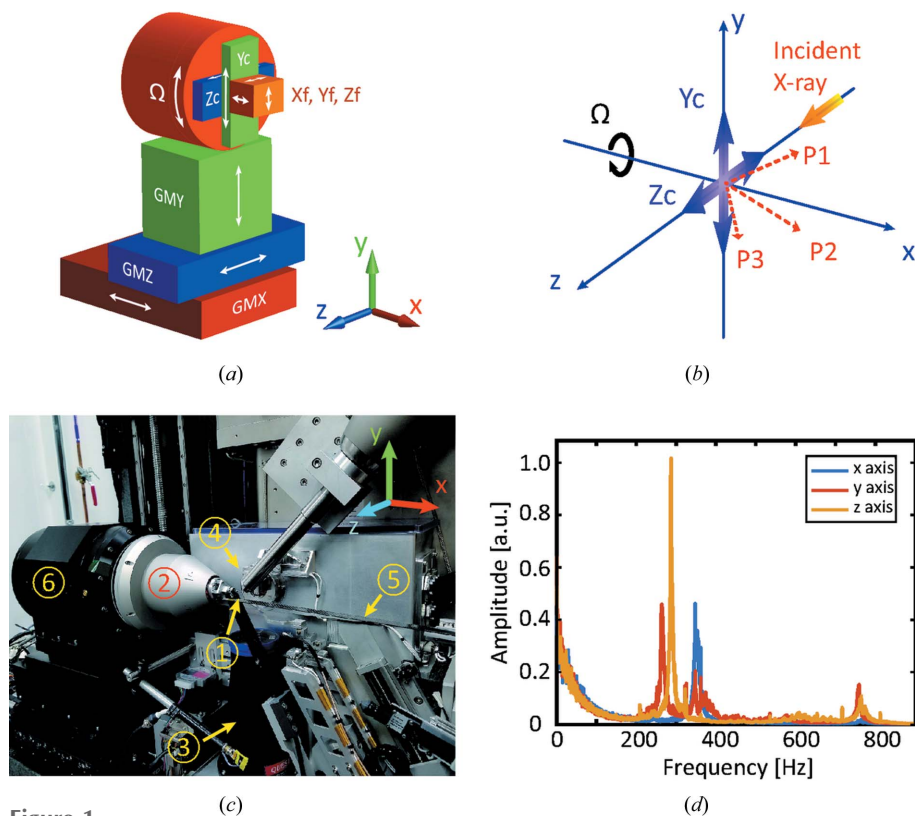 Ω
Yc
Zc
Xf, Yf, Zf
GMY
GMZ
GMX
y
z
x
(a)
y
Incident
X-ray
Yc
Ω
P1
Zc
P2
P3
x
z
(b)
y
x
z
4
6
2
5
1
3
(c)
1.0
0.8
0.6
0.4
0.2
0
Amplitude [a.u.]
x axis
y axis
z axis
0 200 400 600 800
Frequency [Hz]
(d)